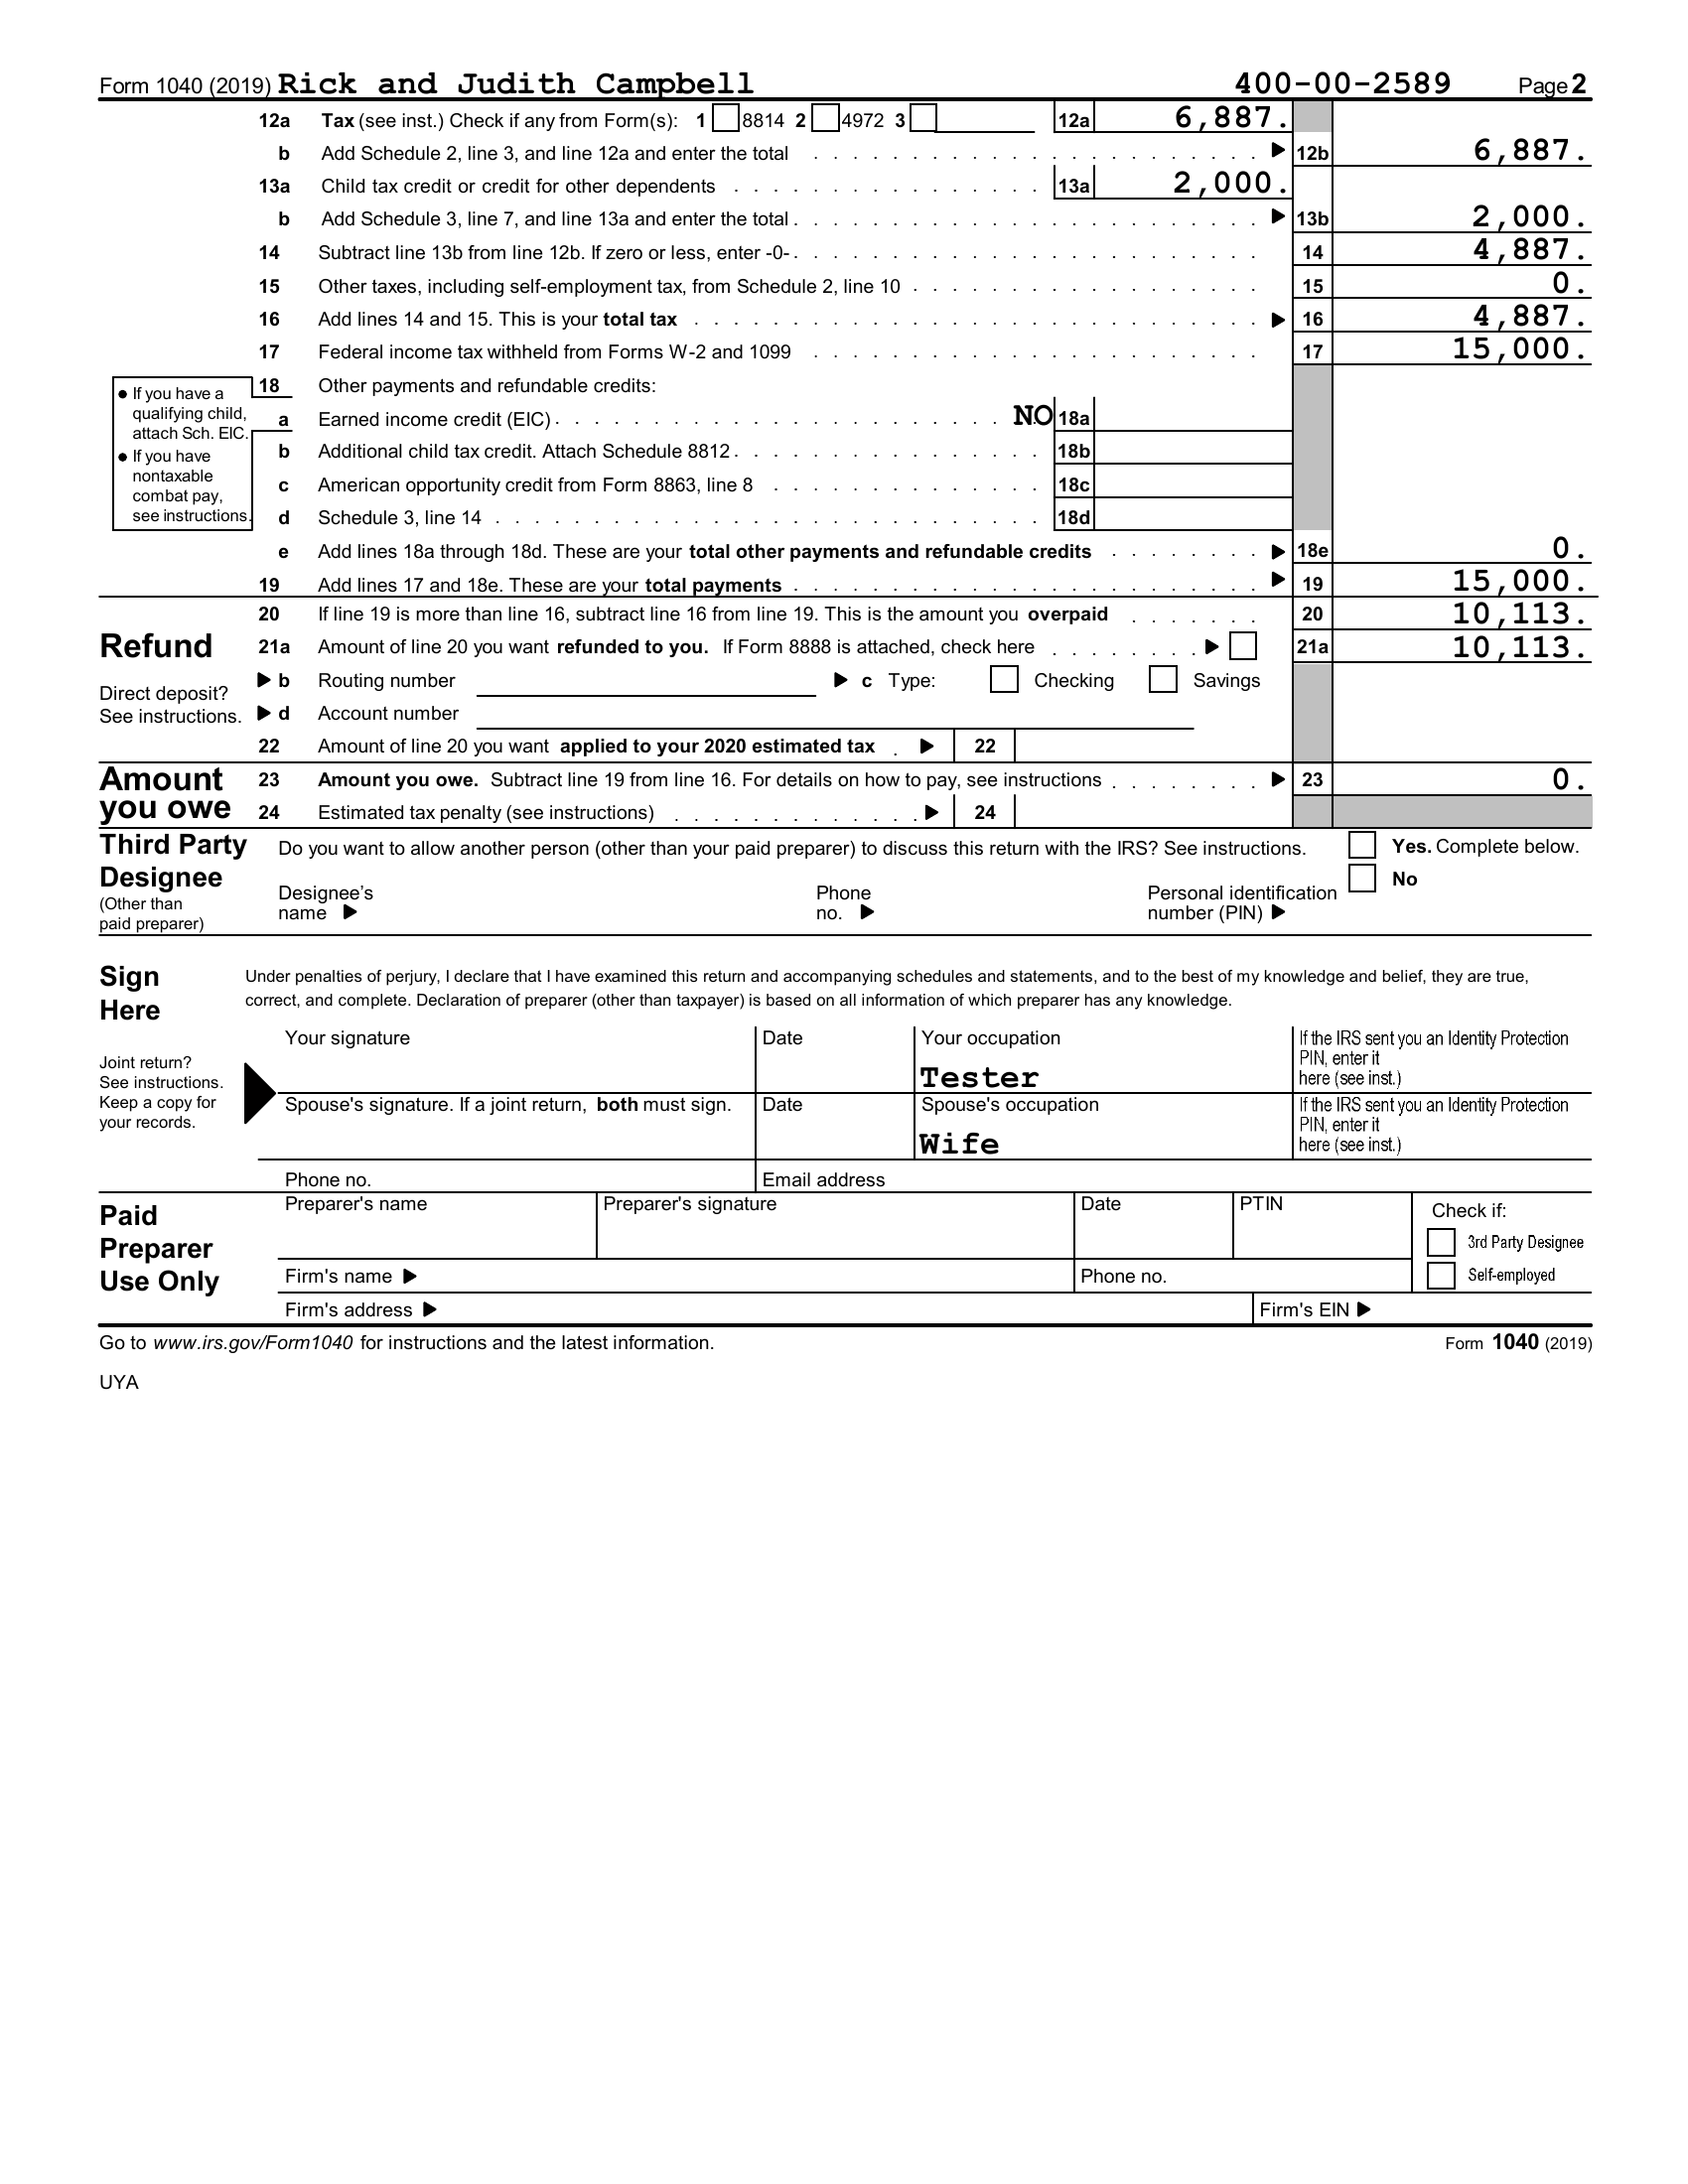 Form 1040 (2019) Rick and Judith Campbell 400-00-2589 Page 2
12a Tax (see inst.) Check if any from Form(s): 1 8814 2 4972 3 12a 6,887.
b Add Schedule 2, line 3, and line 12a and enter the total 12b 6,887.
13a Child tax credit or credit for other dependents 13a 2,000.
b Add Schedule 3, line 7, and line 13a and enter the total 13b 2,000.
14 Subtract line 13b from line 12b. If zero or less, enter -0- 14 4,887.
15 Other taxes, including self-employment tax, from Schedule 2, line 10 15 0.
16 Add lines 14 and 15. This is your total tax 16 4,887.
17 Federal income tax withheld from Forms W-2 and 1099 17 15,000.
18 Other payments and refundable credits:
a Earned income credit (EIC) NO 18a
b Additional child tax credit. Attach Schedule 8812 18b
c American opportunity credit from Form 8863, line 8 18c
d Schedule 3, line 14 18d
e Add lines 18a through 18d. These are your total other payments and refundable credits 18e 0.
● If you have a
qualifying child,
attach Sch. EIC.
● If you have
nontaxable
combat pay,
see instructions.
19 Add lines 17 and 18e. These are your total payments 19 15,000.
Refund
20 If line 19 is more than line 16, subtract line 16 from line 19. This is the amount you overpaid 20 10,113.
21a Amount of line 20 you want refunded to you. If Form 8888 is attached, check here 21a 10,113.
Direct deposit?
See instructions.
b Routing number c Type: Checking Savings
d Account number
22 Amount of line 20 you want applied to your 2020 estimated tax 22
Amount
you owe
23 Amount you owe. Subtract line 19 from line 16. For details on how to pay, see instructions 23 0.
24 Estimated tax penalty (see instructions) 24
Third Party
Designee
(Other than
paid preparer)
Do you want to allow another person (other than your paid preparer) to discuss this return with the IRS? See instructions. Yes. Complete below.
No
Designee's
name
Phone
no.
Personal identification
number (PIN)
Sign
Here
Under penalties of perjury, I declare that I have examined this return and accompanying schedules and statements, and to the best of my knowledge and belief, they are true,
correct, and complete. Declaration of preparer (other than taxpayer) is based on all information of which preparer has any knowledge.
Joint return?
See instructions.
Keep a copy for
your records.
Your signature Date Your occupation
Tester
If the IRS sent you an Identity Protection
PIN, enter it
here (see inst.)
Spouse's signature. If a joint return, both must sign. Date Spouse's occupation
Wife
If the IRS sent you an Identity Protection
PIN, enter it
here (see inst.)
Phone no. Email address
Paid
Preparer
Use Only
Preparer's name Preparer's signature Date PTIN Check if:
3rd Party Designee
Self-employed
Firm's name Phone no.
Firm's address Firm's EIN
Go to www.irs.gov/Form1040 for instructions and the latest information. Form 1040 (2019)
UYA